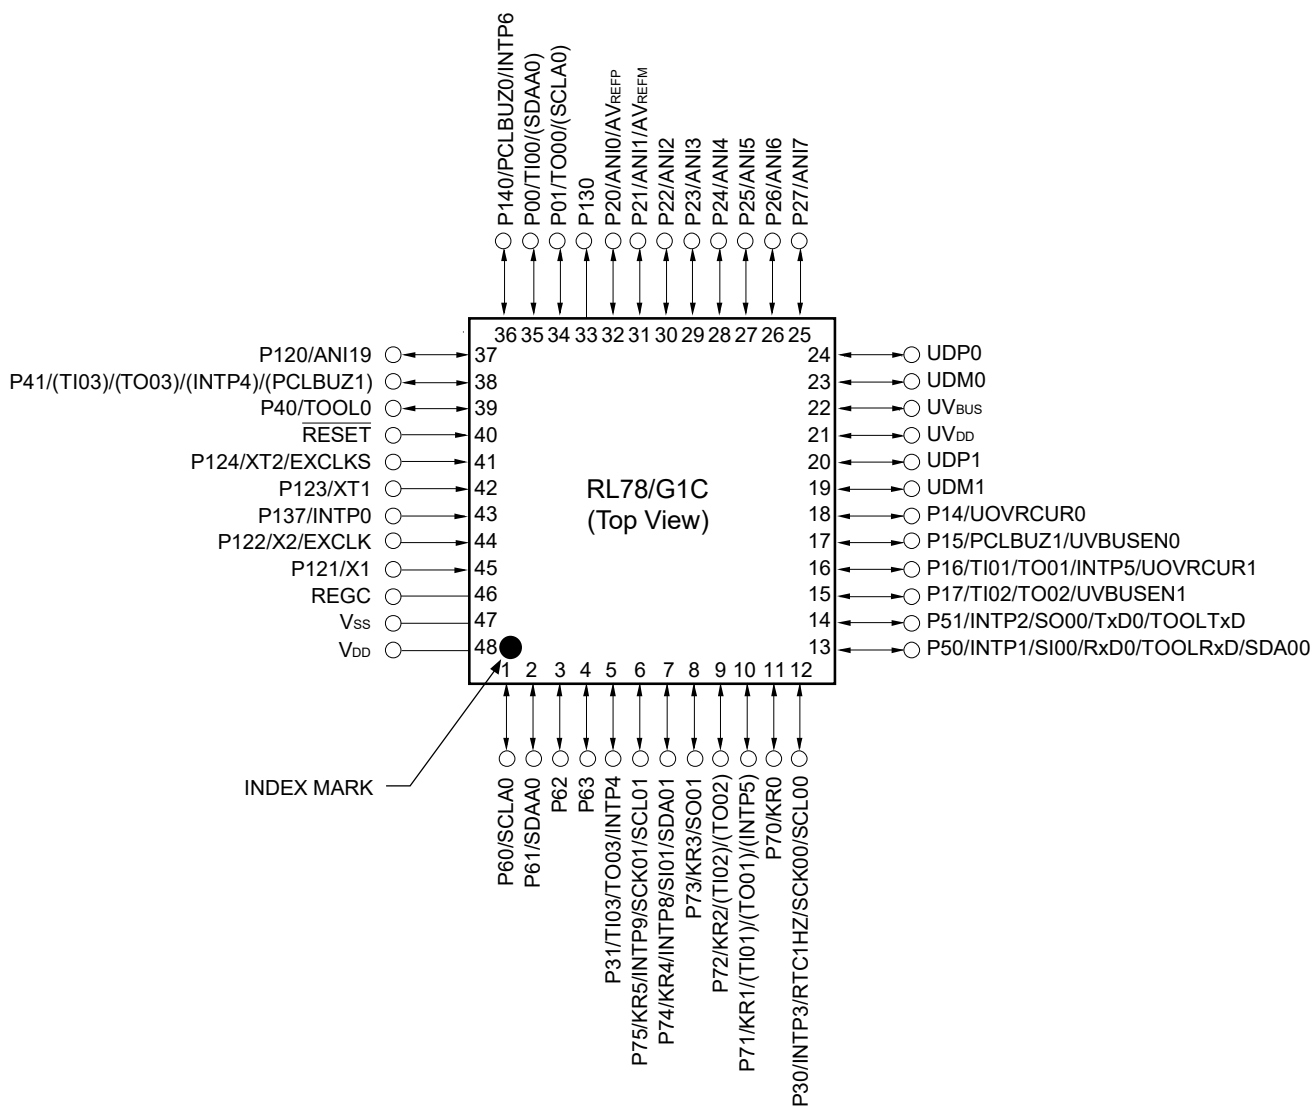 P140/PCLBUZ0/INTP6
P00/TI00/(SDAA0)
P01/TO00/(SCLA0)
P130
P20/ANI0/AVREFP
P21/ANI1/AVREFM
P22/ANI2
P23/ANI3
P24/ANI4
P25/ANI5
P26/ANI6
P27/ANI7
36 35 34 33 32 31 30 29 28 27 26 25
P120/ANI19 37
P41/(TI03)/(TO03)/(INTP4)/(PCLBUZ1) 38
P40/TOOL0 39
RESET 40
P124/XT2/EXCLKS 41
P123/XT1 42
P137/INTP0 43
P122/X2/EXCLK 44
P121/X1 45
REGC 46
VSS 47
VDD 48
RL78/G1C
(Top View)
24 UDP0
23 UDM0
22 UVBUS
21 UVDD
20 UDP1
19 UDM1
18 P14/UOVRCUR0
17 P15/PCLBUZ1/UVBUSEN0
16 P16/TI01/TO01/INTP5/UOVRCUR1
15 P17/TI02/TO02/UVBUSEN1
14 P51/INTP2/SO00/TxD0/TOOLTxD
13 P50/INTP1/SI00/RxD0/TOOLRxD/SDA00
1 2 3 4 5 6 7 8 9 10 11 12
INDEX MARK
P60/SCLA0
P61/SDAA0
P62
P63
P31/TI03/TO03/INTP4
P75/KR5/INTP9/SCK01/SCL01
P74/KR4/INTP8/SI01/SDA01
P73/KR3/SO01
P72/KR2/(TI02)/(TO02)
P71/KR1/(TI01)/(TO01)/(INTP5)
P70/KR0
P30/INTP3/RTC1HZ/SCK00/SCL00